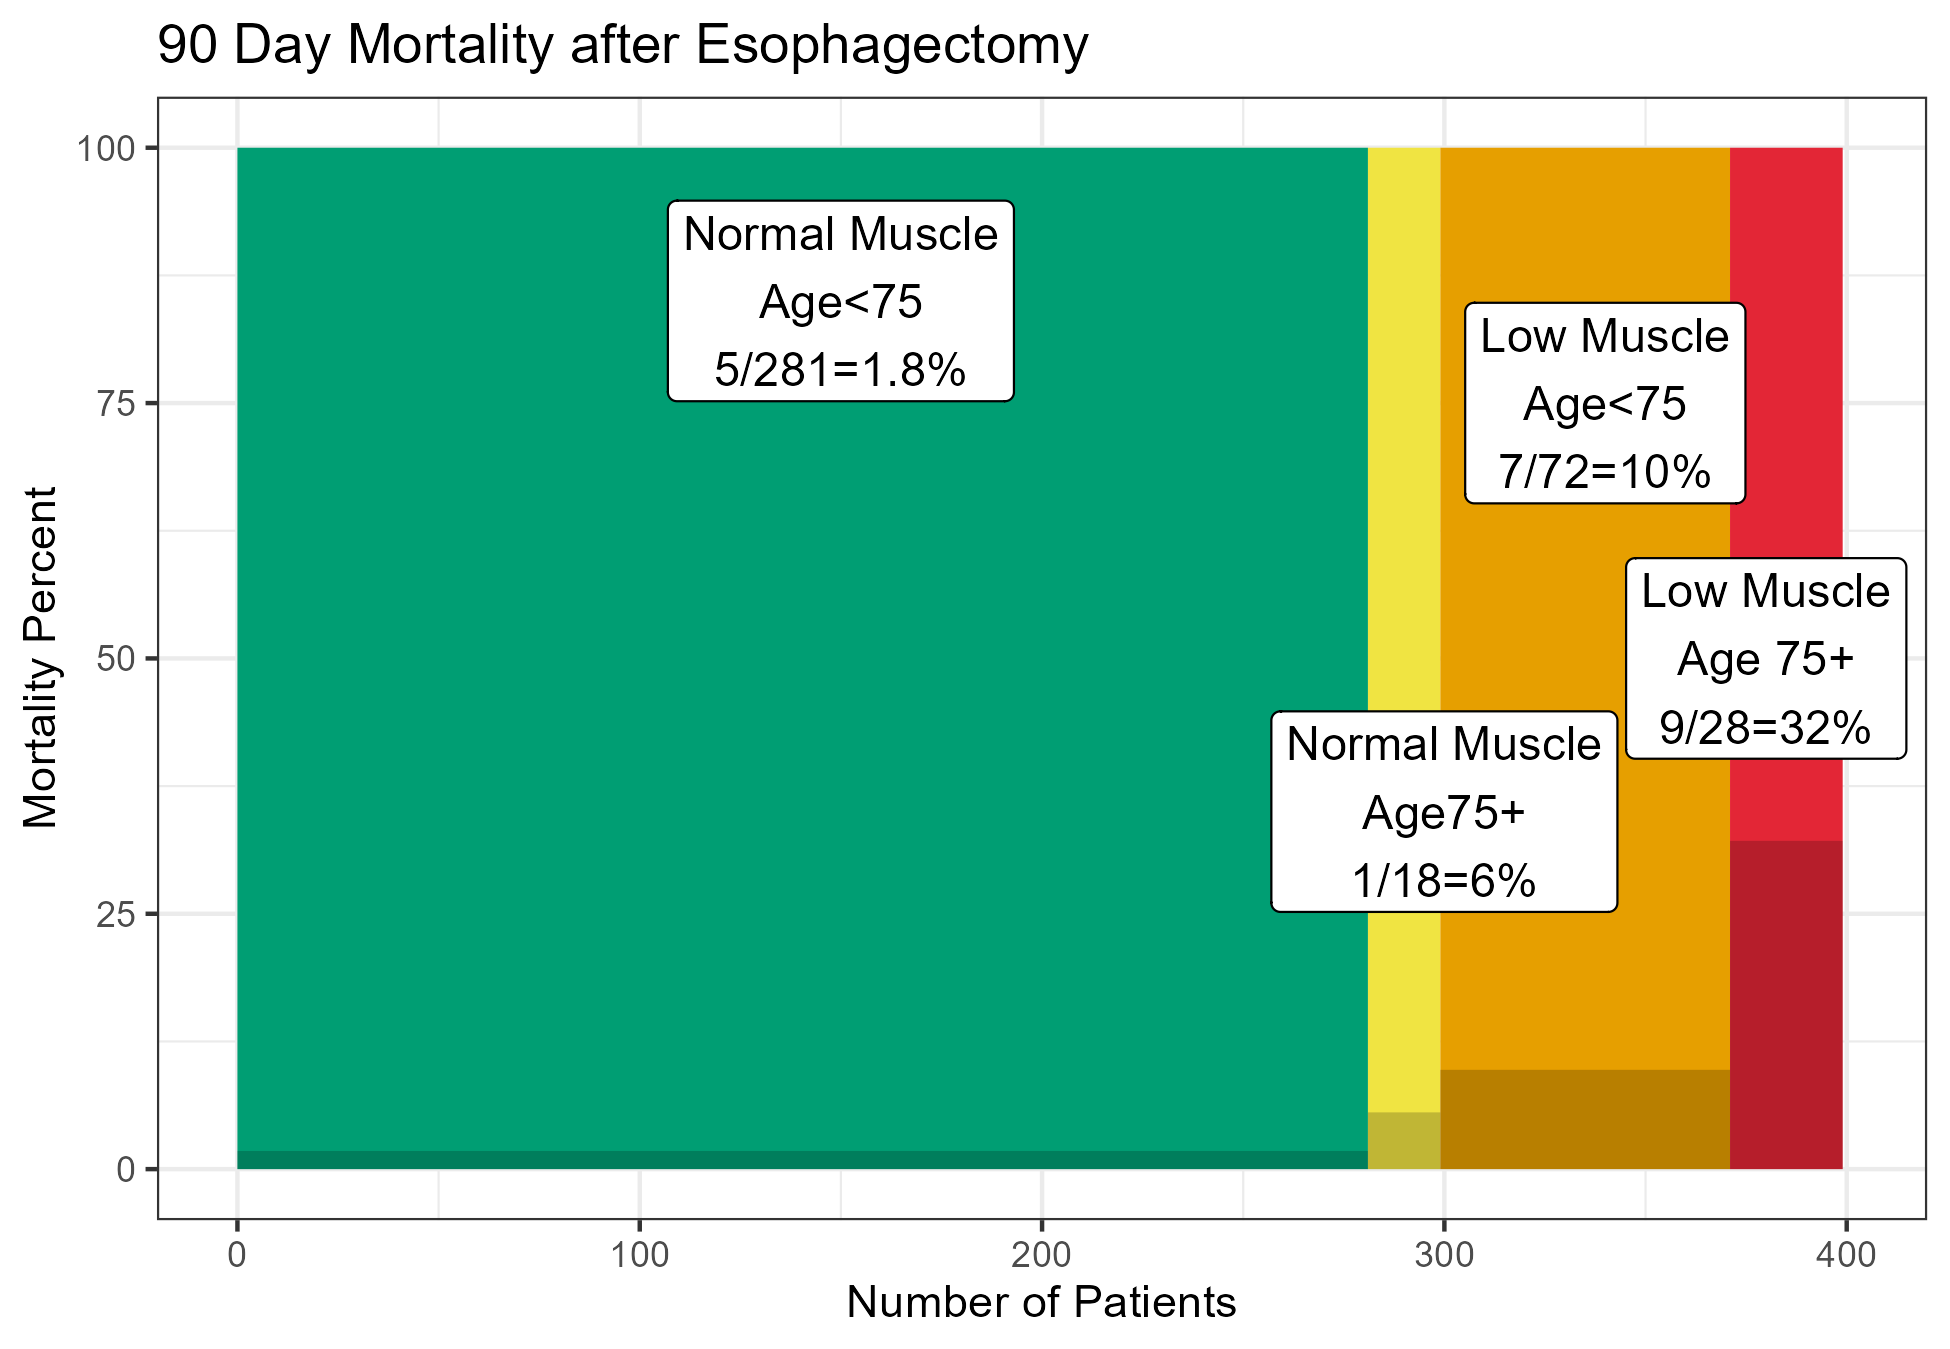 90 Day Mortality after Esophagectomy
Mortality Percent
100
75
50
25
0
Normal Muscle
Age<75
5/281=1.8%
Low Muscle
Age<75
7/72=10%
Low Muscle
Age 75+
9/28=32%
Normal Muscle
Age75+
1/18=6%
0 100 200 300 400
Number of Patients